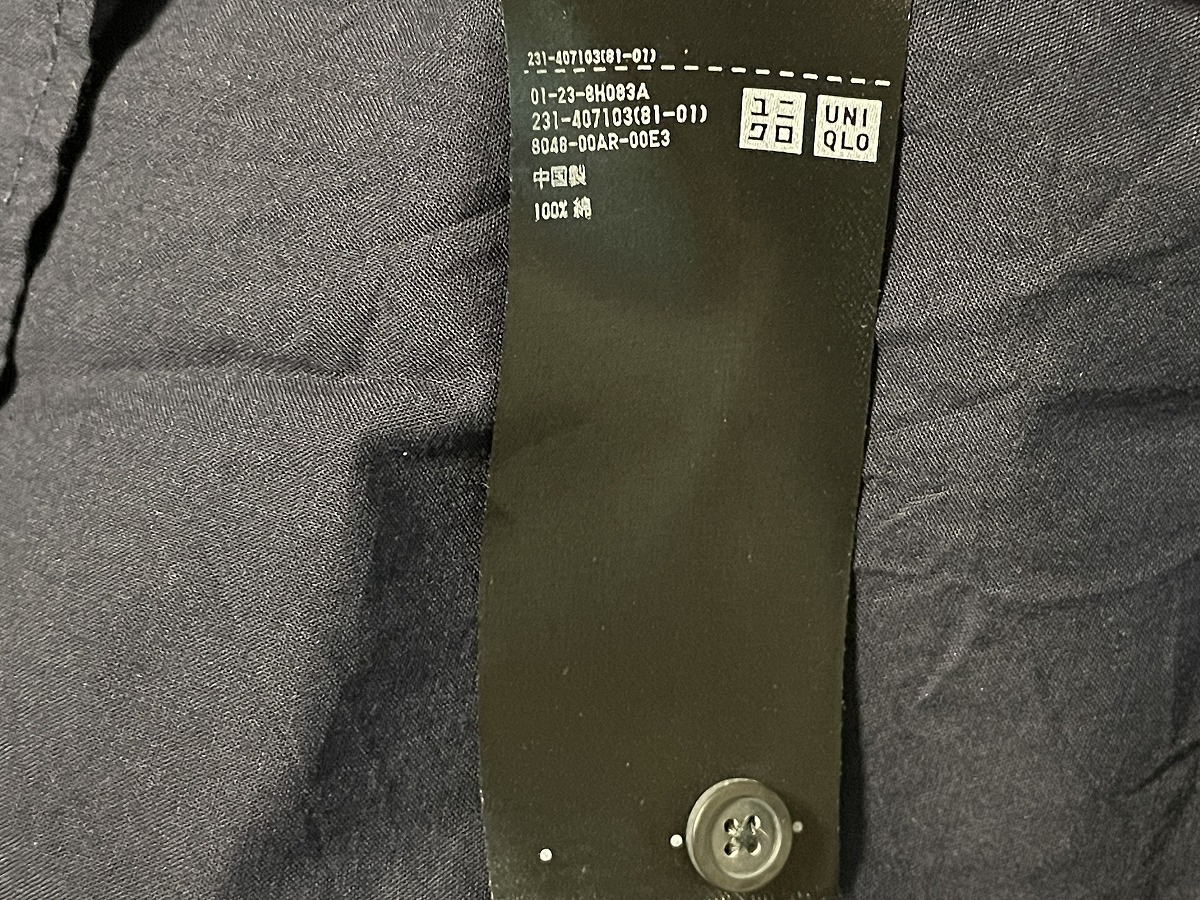 231-407103(81-01)
01-23-8H083A
231-407103(81-01)
8048-00AR-00E3
中国製
100% 綿
ユニ
クロ
UNI
QLO